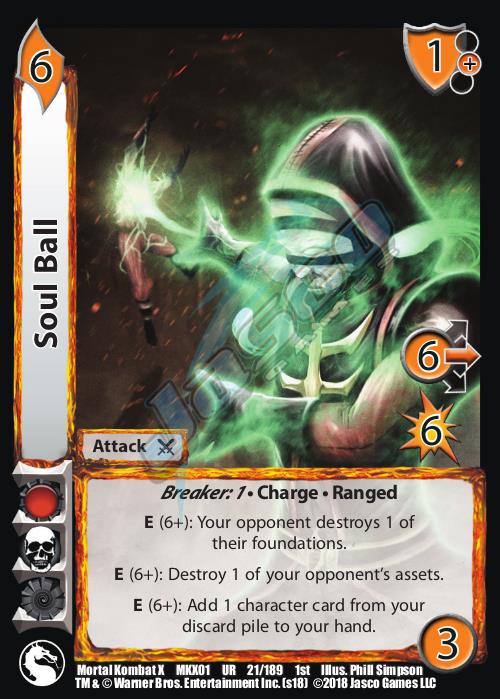 6
1
+
Soul Ball
6
6
Attack
Breaker: 1 • Charge • Ranged
E (6+): Your opponent destroys 1 of
their foundations.
E (6+): Destroy 1 of your opponent's assets.
E (6+): Add 1 character card from your
discard pile to your hand.
3
Mortal Kombat X MKX01 UR 21/189 1st Illus. Phill Simpson
TM & © Warner Bros. Entertainment Inc. (s18) ©2018 Jasco Games LLC
Jasco